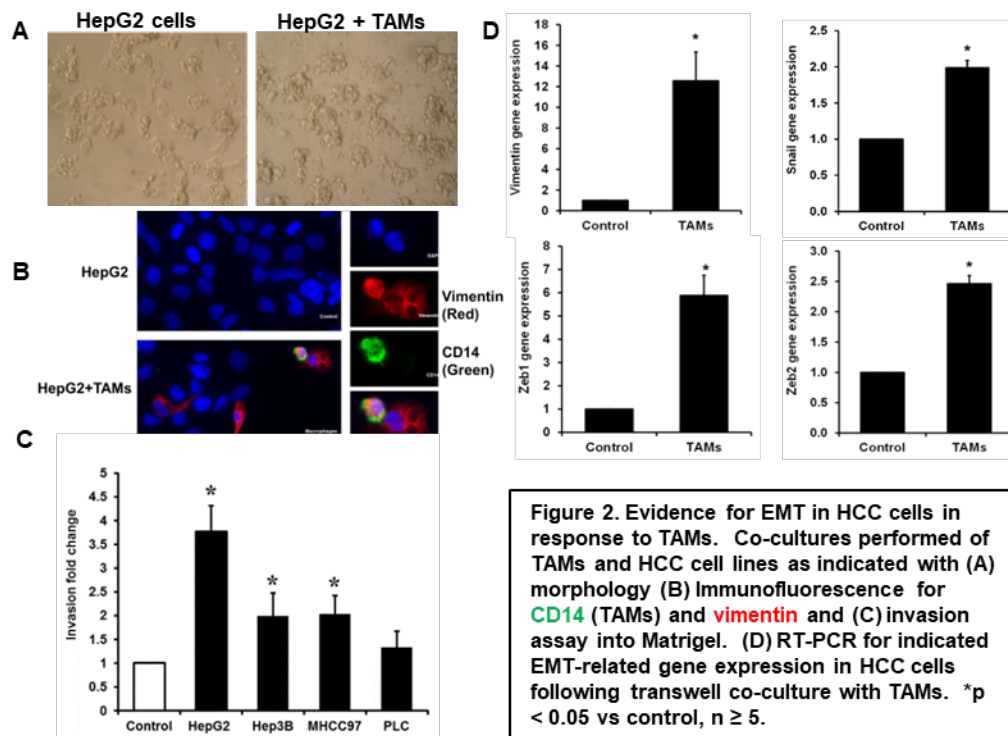 A
HepG2 cells
HepG2 + TAMs
B
HepG2
Control
DAPI
Vimentin
(Red)
CD14
(Green)
HepG2+TAMs
Macrophages
C
Invasion fold change
5
4.5
4
3.5
3
2.5
2
1.5
1
0.5
0
*
*
*
Control HepG2 Hep3B MHCC97 PLC
D
Vimentin gene expression
18
16
14
12
10
8
6
4
2
0
*
Control TAMs
Snail gene expression
2.5
2.0
1.5
1.0
0.5
0.0
*
Control TAMs
Zeb1 gene expression
8
7
6
5
4
3
2
1
0
*
Control TAMs
Zeb2 gene expression
3.0
2.5
2.0
1.5
1.0
0.5
0.0
*
Control TAMs
Figure 2. Evidence for EMT in HCC cells in
response to TAMs. Co-cultures performed of
TAMs and HCC cell lines as indicated with (A)
morphology (B) Immunofluorescence for
CD14 (TAMs) and vimentin and (C) invasion
assay into Matrigel. (D) RT-PCR for indicated
EMT-related gene expression in HCC cells
following transwell co-culture with TAMs. *p
< 0.05 vs control, n ≥ 5.